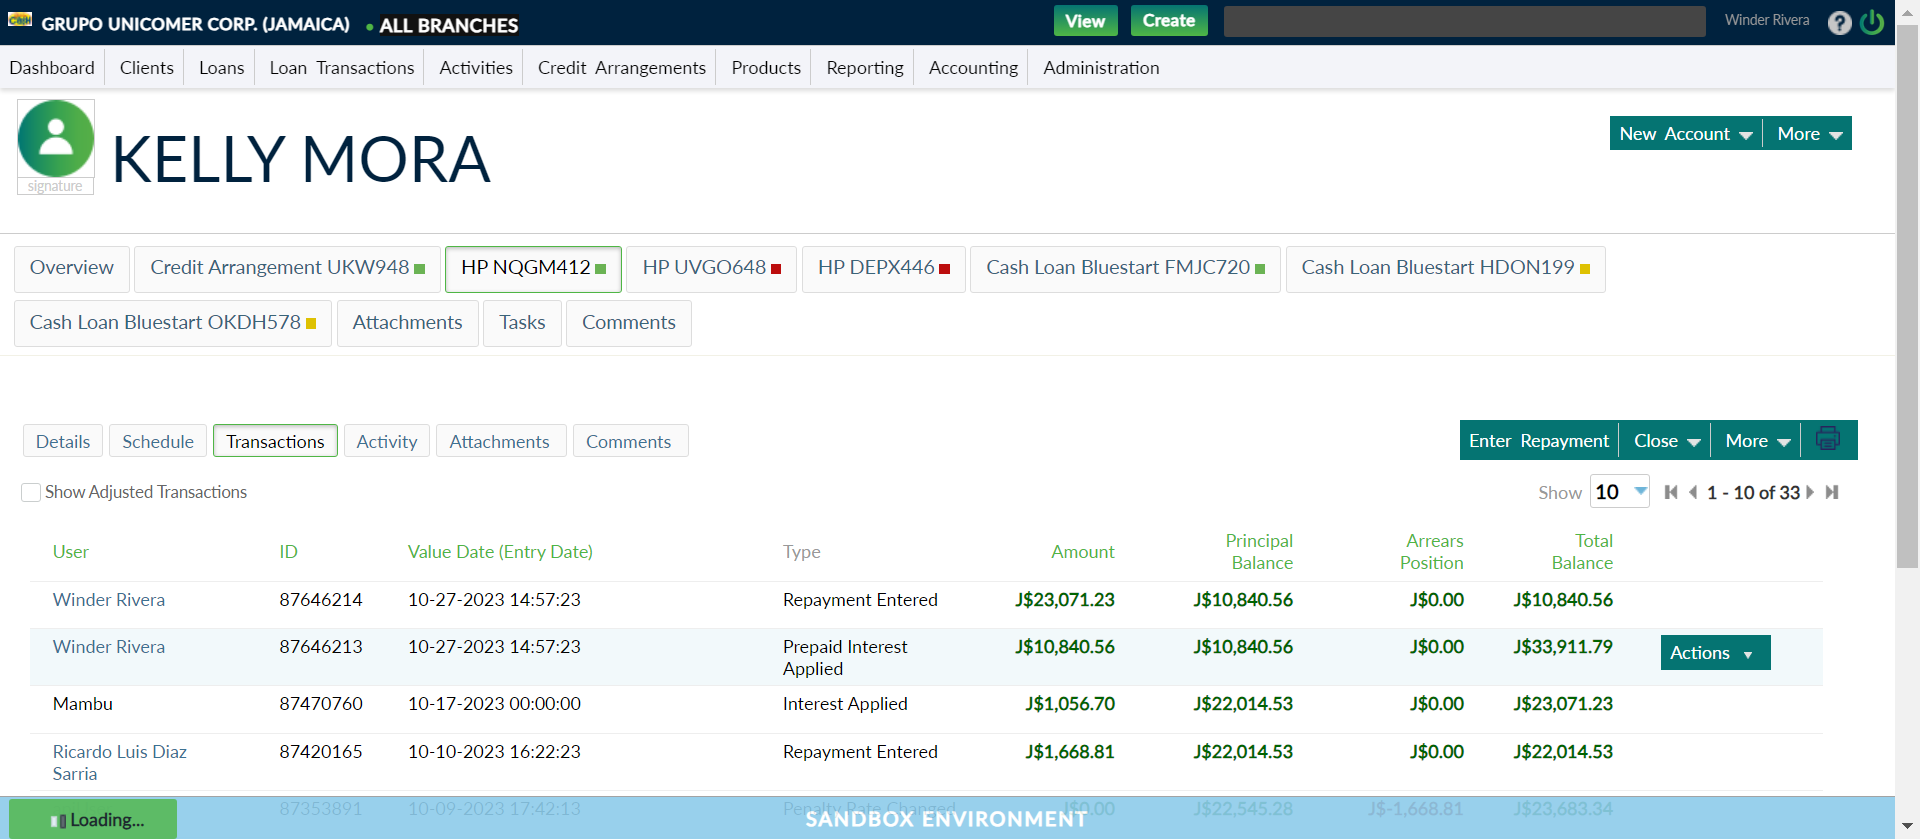 GRUPO UNICOMER CORP. (JAMAICA) • ALL BRANCHES View Create Winder Rivera ?
Dashboard Clients Loans Loan Transactions Activities Credit Arrangements Products Reporting Accounting Administration
KELLY MORA
signature
New Account More
Overview Credit Arrangement UKW948 HP NQGM412 HP UVGO648 HP DEPX446 Cash Loan Bluestart FMJC720 Cash Loan Bluestart HDON199
Cash Loan Bluestart OKDH578 Attachments Tasks Comments
Details Schedule Transactions Activity Attachments Comments Enter Repayment Close More
Show Adjusted Transactions Show 10 1 - 10 of 33
User ID Value Date (Entry Date) Type Amount Principal Balance Arrears Position Total Balance
Winder Rivera 87646214 10-27-2023 14:57:23 Repayment Entered J$23,071.23 J$10,840.56 J$0.00 J$10,840.56
Winder Rivera 87646213 10-27-2023 14:57:23 Prepaid Interest Applied J$10,840.56 J$10,840.56 J$0.00 J$33,911.79 Actions
Mambu 87470760 10-17-2023 00:00:00 Interest Applied J$1,056.70 J$22,014.53 J$0.00 J$23,071.23
Ricardo Luis Diaz Sarria 87420165 10-10-2023 16:22:23 Repayment Entered J$1,668.81 J$22,014.53 J$0.00 J$22,014.53
87353891 10-09-2023 17:42:13 Penalty Rate Changed J$0.00 J$22,545.28 J$-1,668.81 J$23,683.34
Loading... SANDBOX ENVIRONMENT